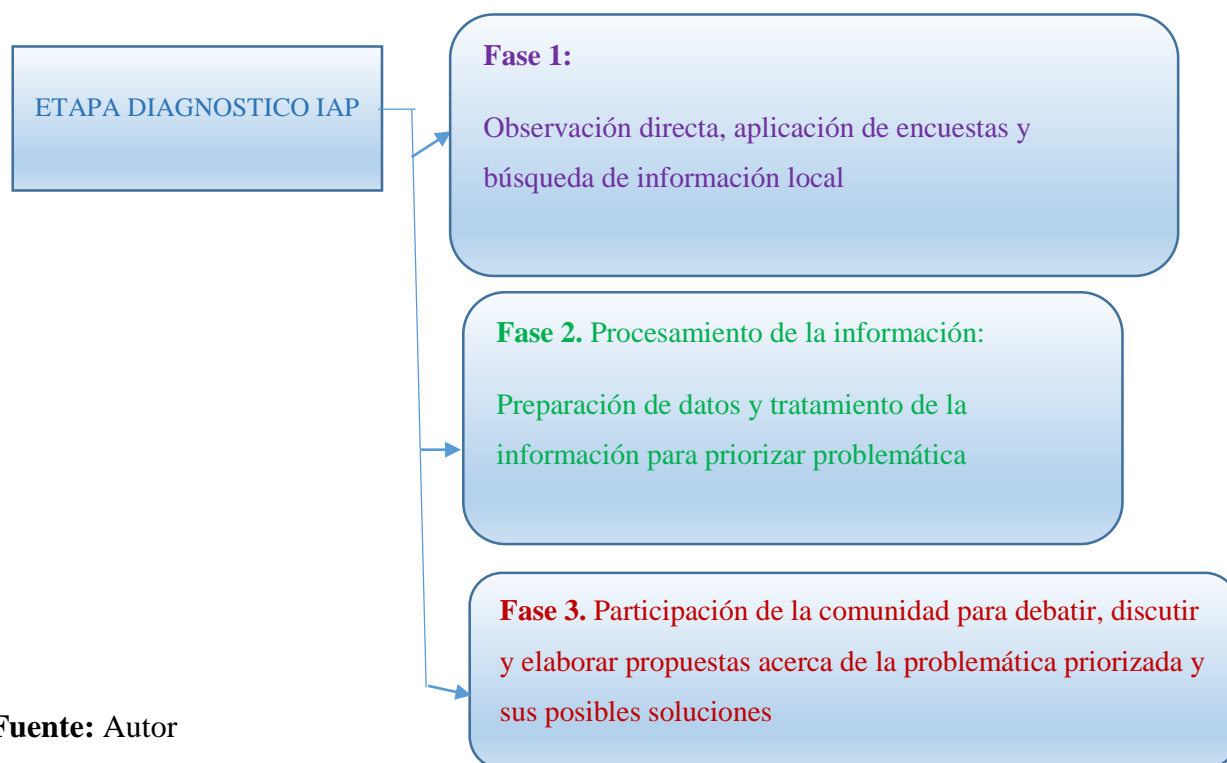 ETAPA DIAGNOSTICO IAP
Fase 1:
Observación directa, aplicación de encuestas y
búsqueda de información local
Fase 2. Procesamiento de la información:
Preparación de datos y tratamiento de la
información para priorizar problemática
Fase 3. Participación de la comunidad para debatir, discutir
y elaborar propuestas acerca de la problemática priorizada y
sus posibles soluciones
Fuente: Autor